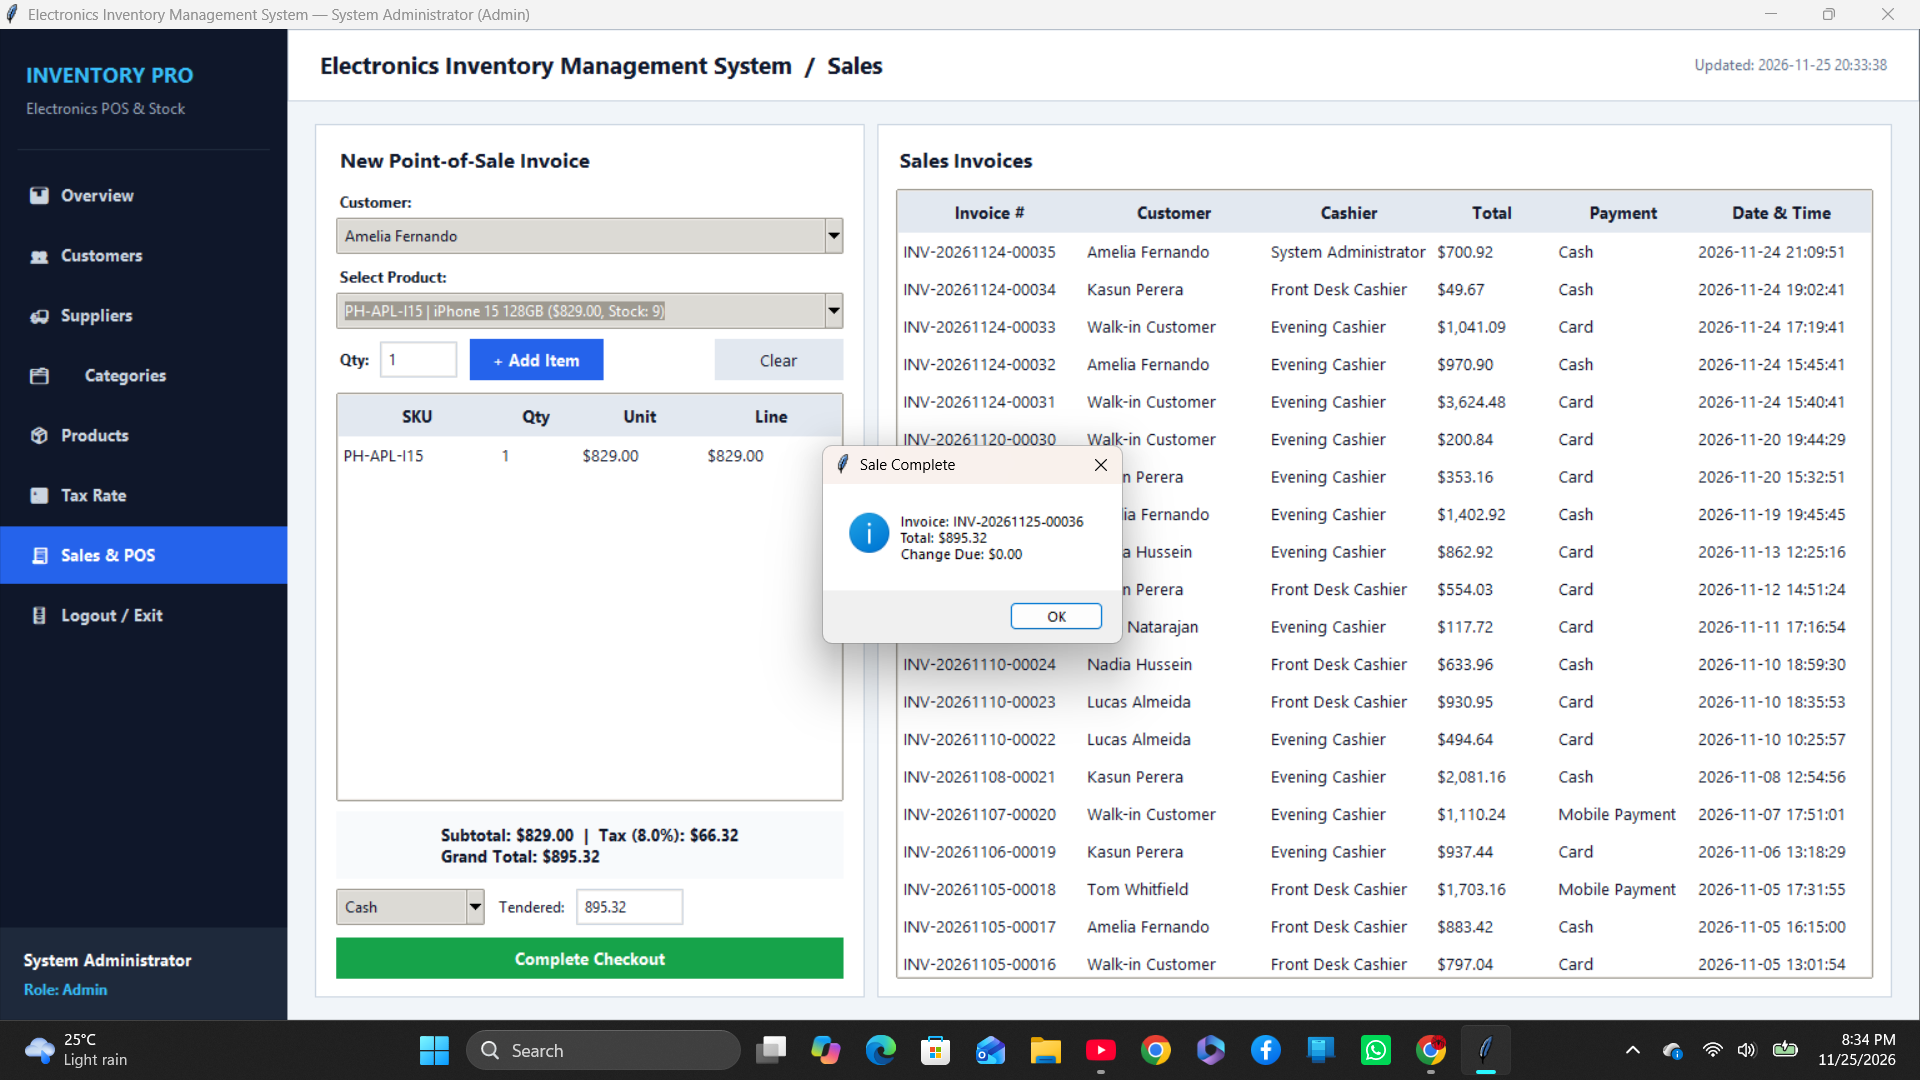 Electronics Inventory Management System — System Administrator (Admin)
INVENTORY PRO
Electronics POS & Stock
Overview
Customers
Suppliers
Categories
Products
Tax Rate
Sales & POS
Logout / Exit
System Administrator
Role: Admin
Electronics Inventory Management System / Sales
Updated: 2026-11-25 20:33:38
New Point-of-Sale Invoice
Customer:
Amelia Fernando
Select Product:
PH-APL-I15 | iPhone 15 128GB ($829.00, Stock: 9)
Qty: 1 + Add Item Clear
SKU Qty Unit Line
PH-APL-I15 1 $829.00 $829.00
Subtotal: $829.00 | Tax (8.0%): $66.32
Grand Total: $895.32
Cash Tendered: 895.32
Complete Checkout
Sales Invoices
Invoice # Customer Cashier Total Payment Date & Time
INV-20261124-00035 Amelia Fernando System Administrator $700.92 Cash 2026-11-24 21:09:51
INV-20261124-00034 Kasun Perera Front Desk Cashier $49.67 Cash 2026-11-24 19:02:41
INV-20261124-00033 Walk-in Customer Evening Cashier $1,041.09 Card 2026-11-24 17:19:41
INV-20261124-00032 Amelia Fernando Evening Cashier $970.90 Cash 2026-11-24 15:45:41
INV-20261124-00031 Walk-in Customer Evening Cashier $3,624.48 Card 2026-11-24 15:40:41
INV-20261120-00030 Walk-in Customer Evening Cashier $200.84 Card 2026-11-20 19:44:29
Perera Evening Cashier $353.16 Card 2026-11-20 15:32:51
Fernando Evening Cashier $1,402.92 Cash 2026-11-19 19:45:45
Hussein Evening Cashier $862.92 Card 2026-11-13 12:25:16
Perera Front Desk Cashier $554.03 Card 2026-11-12 14:51:24
Natarajan Evening Cashier $117.72 Card 2026-11-11 17:16:54
INV-20261110-00024 Nadia Hussein Front Desk Cashier $633.96 Cash 2026-11-10 18:59:30
INV-20261110-00023 Lucas Almeida Front Desk Cashier $930.95 Card 2026-11-10 18:35:53
INV-20261110-00022 Lucas Almeida Evening Cashier $494.64 Card 2026-11-10 10:25:57
INV-20261108-00021 Kasun Perera Evening Cashier $2,081.16 Cash 2026-11-08 12:54:56
INV-20261107-00020 Walk-in Customer Evening Cashier $1,110.24 Mobile Payment 2026-11-07 17:51:01
INV-20261106-00019 Kasun Perera Evening Cashier $937.44 Card 2026-11-06 13:18:29
INV-20261105-00018 Tom Whitfield Front Desk Cashier $1,703.16 Mobile Payment 2026-11-05 17:31:55
INV-20261105-00017 Amelia Fernando Front Desk Cashier $883.42 Cash 2026-11-05 16:15:00
INV-20261105-00016 Walk-in Customer Front Desk Cashier $797.04 Card 2026-11-05 13:01:54
Sale Complete
Invoice: INV-20261125-00036
Total: $895.32
Change Due: $0.00
OK
25°C
Light rain
Search
8:34 PM
11/25/2026